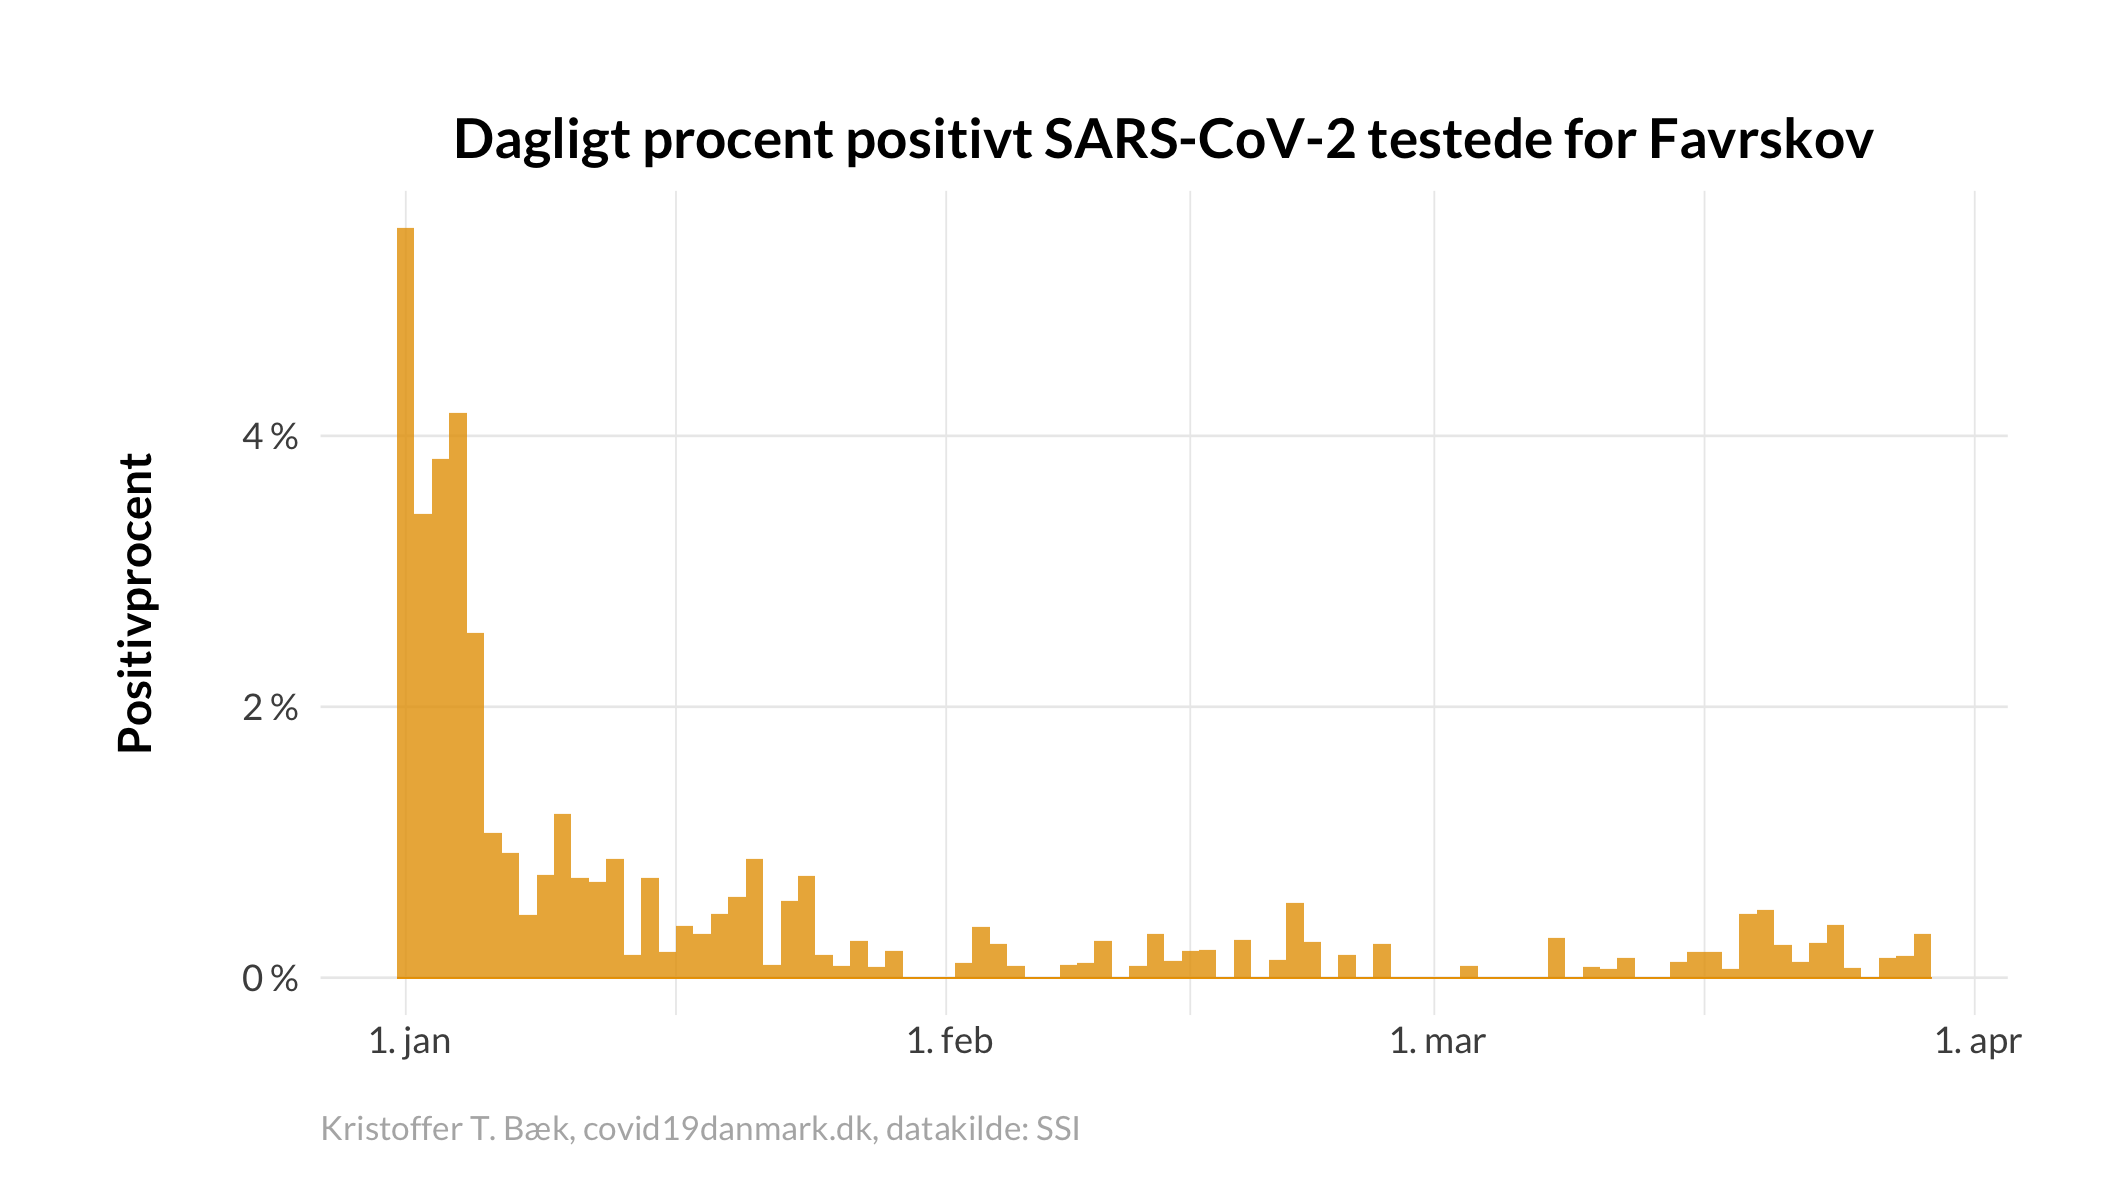 Dagligt procent positivt SARS-CoV-2 testede for Favrskov
Positivprocent
4 %
2 %
0 %
1. jan
1. feb
1. mar
1. apr
Kristoffer T. Bæk, covid19danmark.dk, datakilde: SSI